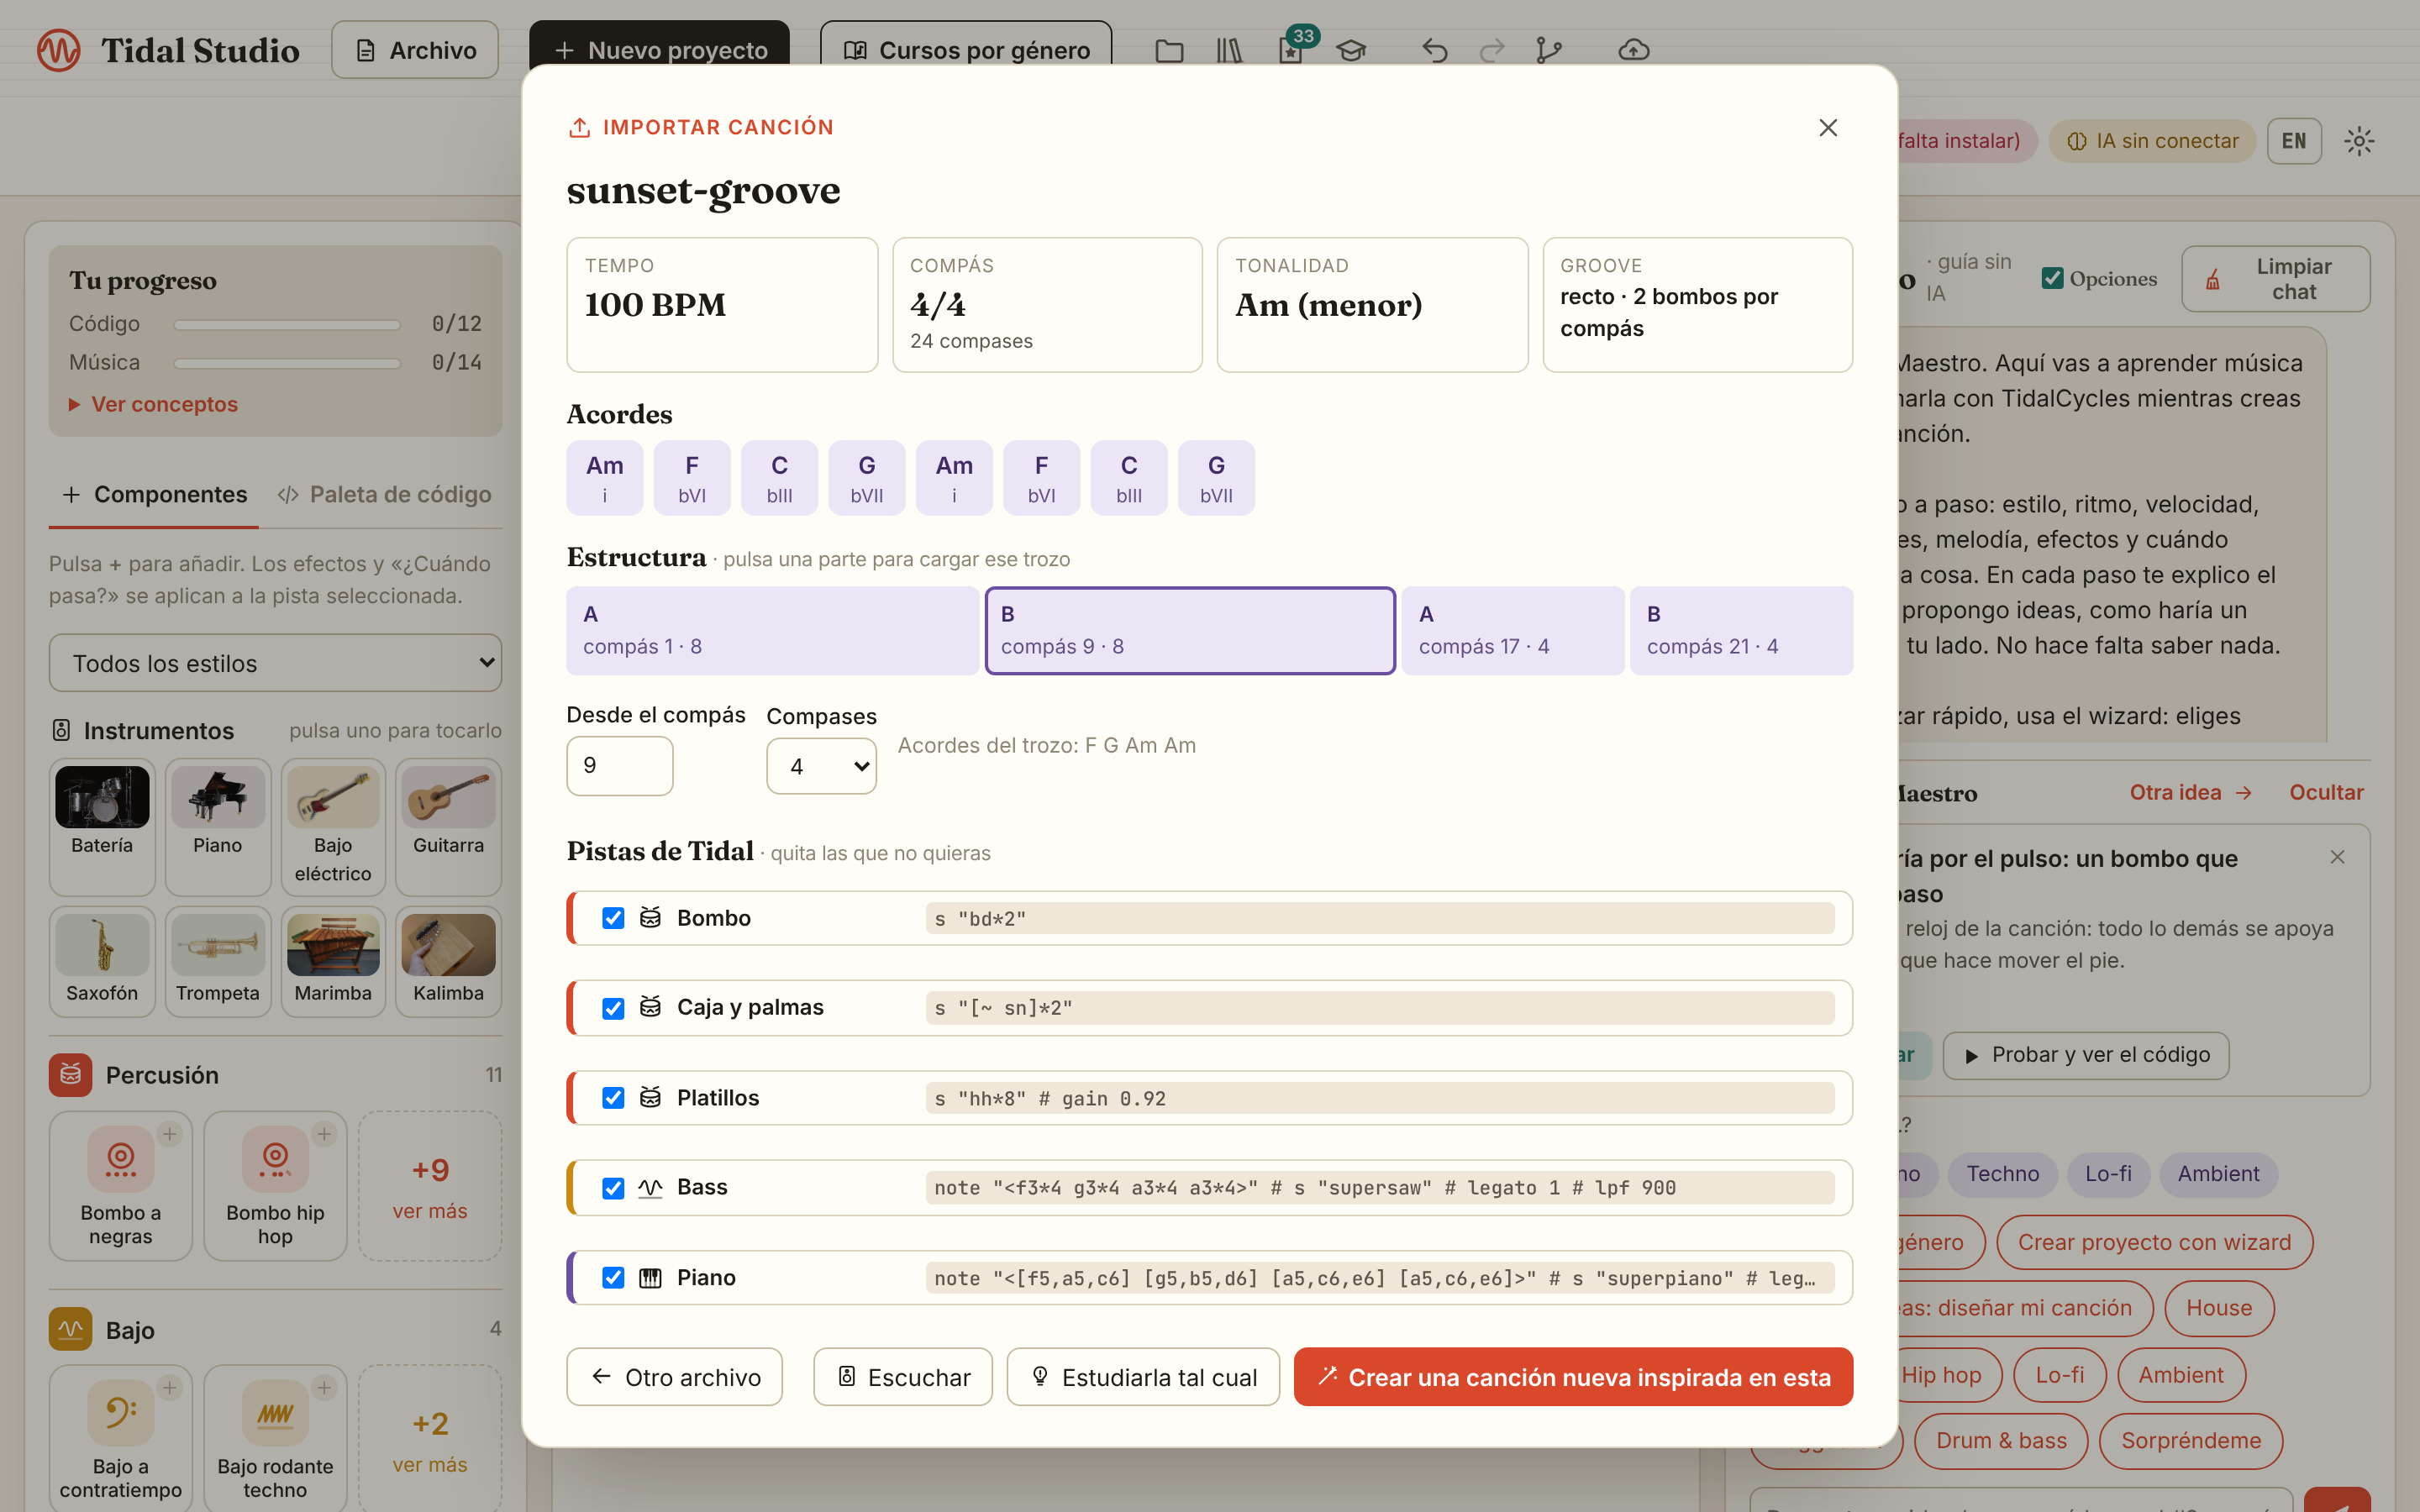 Tidal Studio
Archivo
Nuevo proyecto
Cursos por género
33
IMPORTAR CANCIÓN
falta instalar)
IA sin conectar
EN
sunset-groove
TEMPO
100 BPM
COMPÁS
4/4
24 compases
TONALIDAD
Am (menor)
GROOVE
recto · 2 bombos por
compás
Acordes
Am F C G Am F C G
i bVI bIII bVII i bVI bIII bVII
Estructura · pulsa una parte para cargar ese trozo
A
compás 1 · 8
B
compás 9 · 8
A
compás 17 · 4
B
compás 21 · 4
Desde el compás
9
Compases
4
Acordes del trozo: F G Am Am
Pistas de Tidal · quita las que no quieras
Bombo
s "bd*2"
Caja y palmas
s "[~ sn]*2"
Platillos
s "hh*8" # gain 0.92
Bass
note "<f3*4 g3*4 a3*4 a3*4>" # s "supersaw" # legato 1 # lpf 900
Piano
note "<[f5,a5,c6] [g5,b5,d6] [a5,c6,e6] [a5,c6,e6]>" # s "superpiano" # leg…
Otro archivo
Escuchar
Estudiarla tal cual
Crear una canción nueva inspirada en esta
Tu progreso
Código 0/12
Música 0/14
Ver conceptos
Componentes
Paleta de código
Pulsa + para añadir. Los efectos y «¿Cuándo
pasa?» se aplican a la pista seleccionada.
Todos los estilos
Instrumentos
pulsa uno para tocarlo
Batería
Piano
Bajo
eléctrico
Guitarra
Saxofón
Trompeta
Marimba
Kalimba
Percusión
11
Bombo a
negras
Bombo hip
hop
+9
ver más
Bajo
4
Bajo a
contratiempo
Bajo rodante
techno
+2
ver más
· guía sin
IA
Opciones
Limpiar
chat
Maestro. Aquí vas a aprender música
con TidalCycles mientras creas
a paso: estilo, ritmo, velocidad,
melodía, efectos y cuándo
cosa. En cada paso te explico el
propongo ideas, como haría un
tu lado. No hace falta saber nada.
rápido, usa el wizard: eliges
Maestro
Otra idea
Ocultar
por el pulso: un bombo que
reloj de la canción: todo lo demás se apoya
que hace mover el pie.
Probar y ver el código
Techno
Lo-fi
Ambient
género
Crear proyecto con wizard
diseñar mi canción
House
Hip hop
Lo-fi
Ambient
Drum & bass
Sorpréndeme